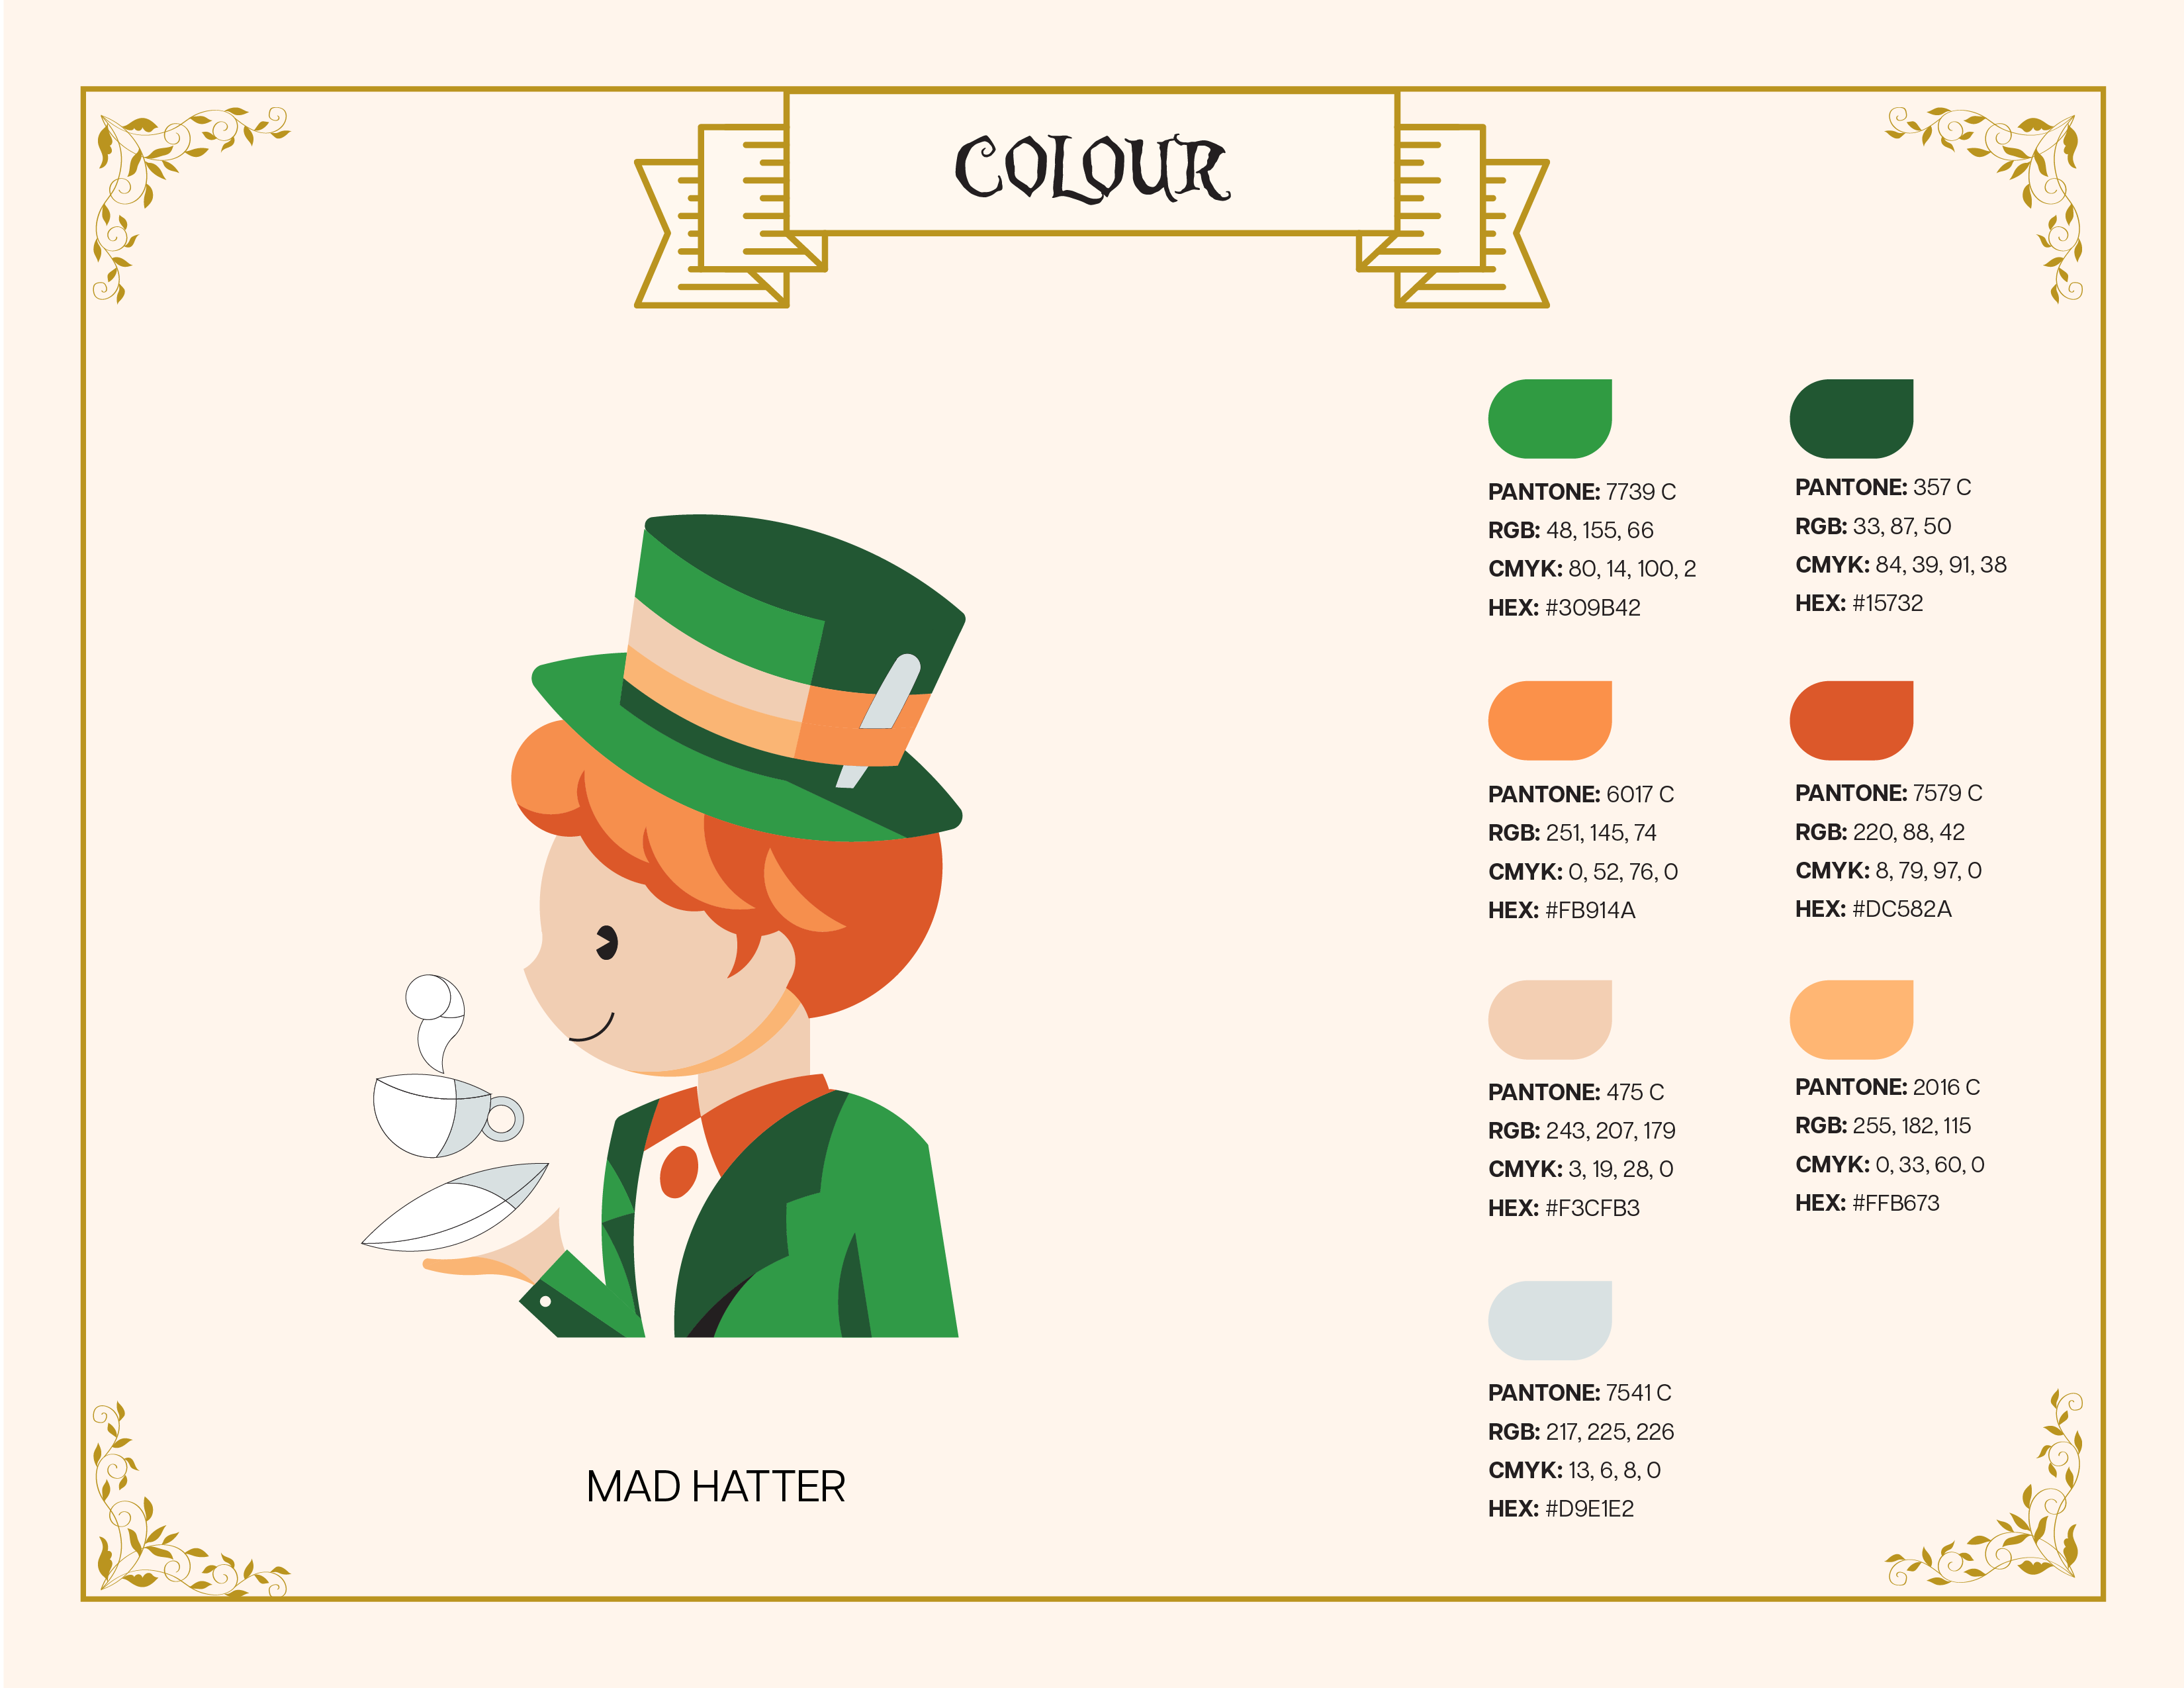 COLOUR
PANTONE: 7739 C
RGB: 48, 155, 66
CMYK: 80, 14, 100, 2
HEX: #309B42
PANTONE: 357 C
RGB: 33, 87, 50
CMYK: 84, 39, 91, 38
HEX: #15732
PANTONE: 6017 C
RGB: 251, 145, 74
CMYK: 0, 52, 76, 0
HEX: #FB914A
PANTONE: 7579 C
RGB: 220, 88, 42
CMYK: 8, 79, 97, 0
HEX: #DC582A
PANTONE: 475 C
RGB: 243, 207, 179
CMYK: 3, 19, 28, 0
HEX: #F3CFB3
PANTONE: 2016 C
RGB: 255, 182, 115
CMYK: 0, 33, 60, 0
HEX: #FFB673
PANTONE: 7541 C
RGB: 217, 225, 226
CMYK: 13, 6, 8, 0
HEX: #D9E1E2
MAD HATTER